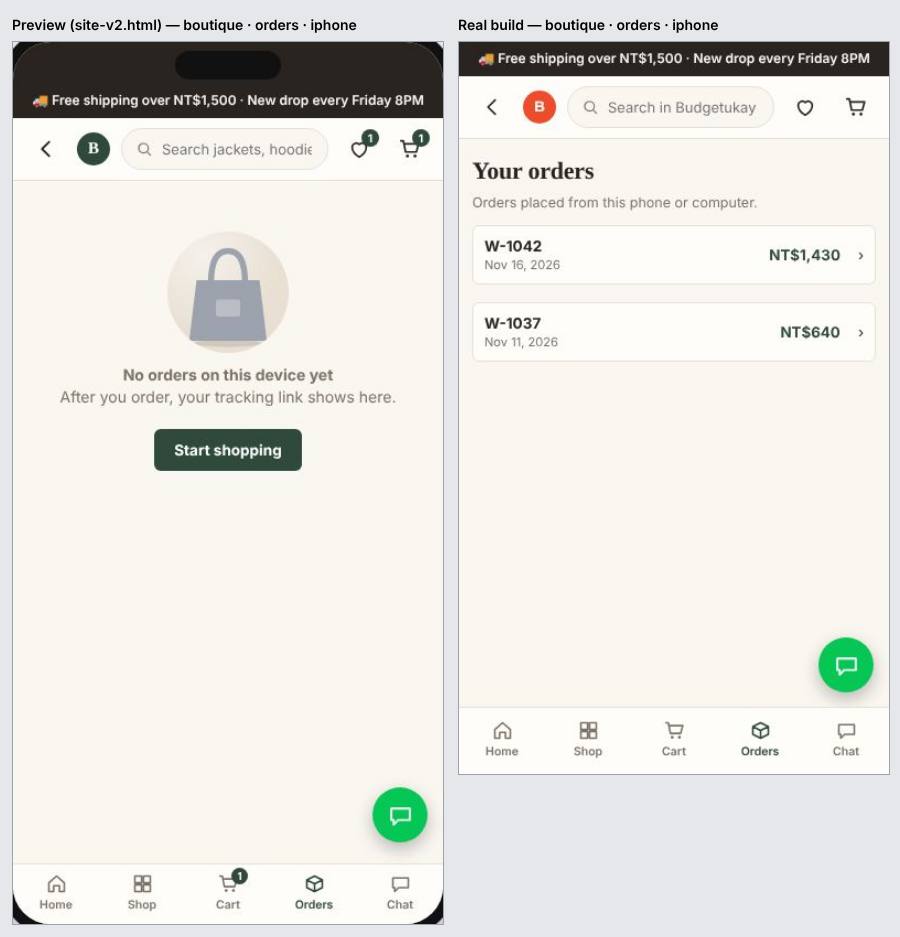 Preview (site-v2.html) — boutique · orders · iphone
🚚 Free shipping over NT$1,500 · New drop every Friday 8PM
B
Search jackets, hoodie
1
1
No orders on this device yet
After you order, your tracking link shows here.
Start shopping
1
Home
Shop
Cart
Orders
Chat
Real build — boutique · orders · iphone
🚚 Free shipping over NT$1,500 · New drop every Friday 8PM
B
Search in Budgetukay
Your orders
Orders placed from this phone or computer.
W-1042
Nov 16, 2026
NT$1,430
W-1037
Nov 11, 2026
NT$640
Home
Shop
Cart
Orders
Chat